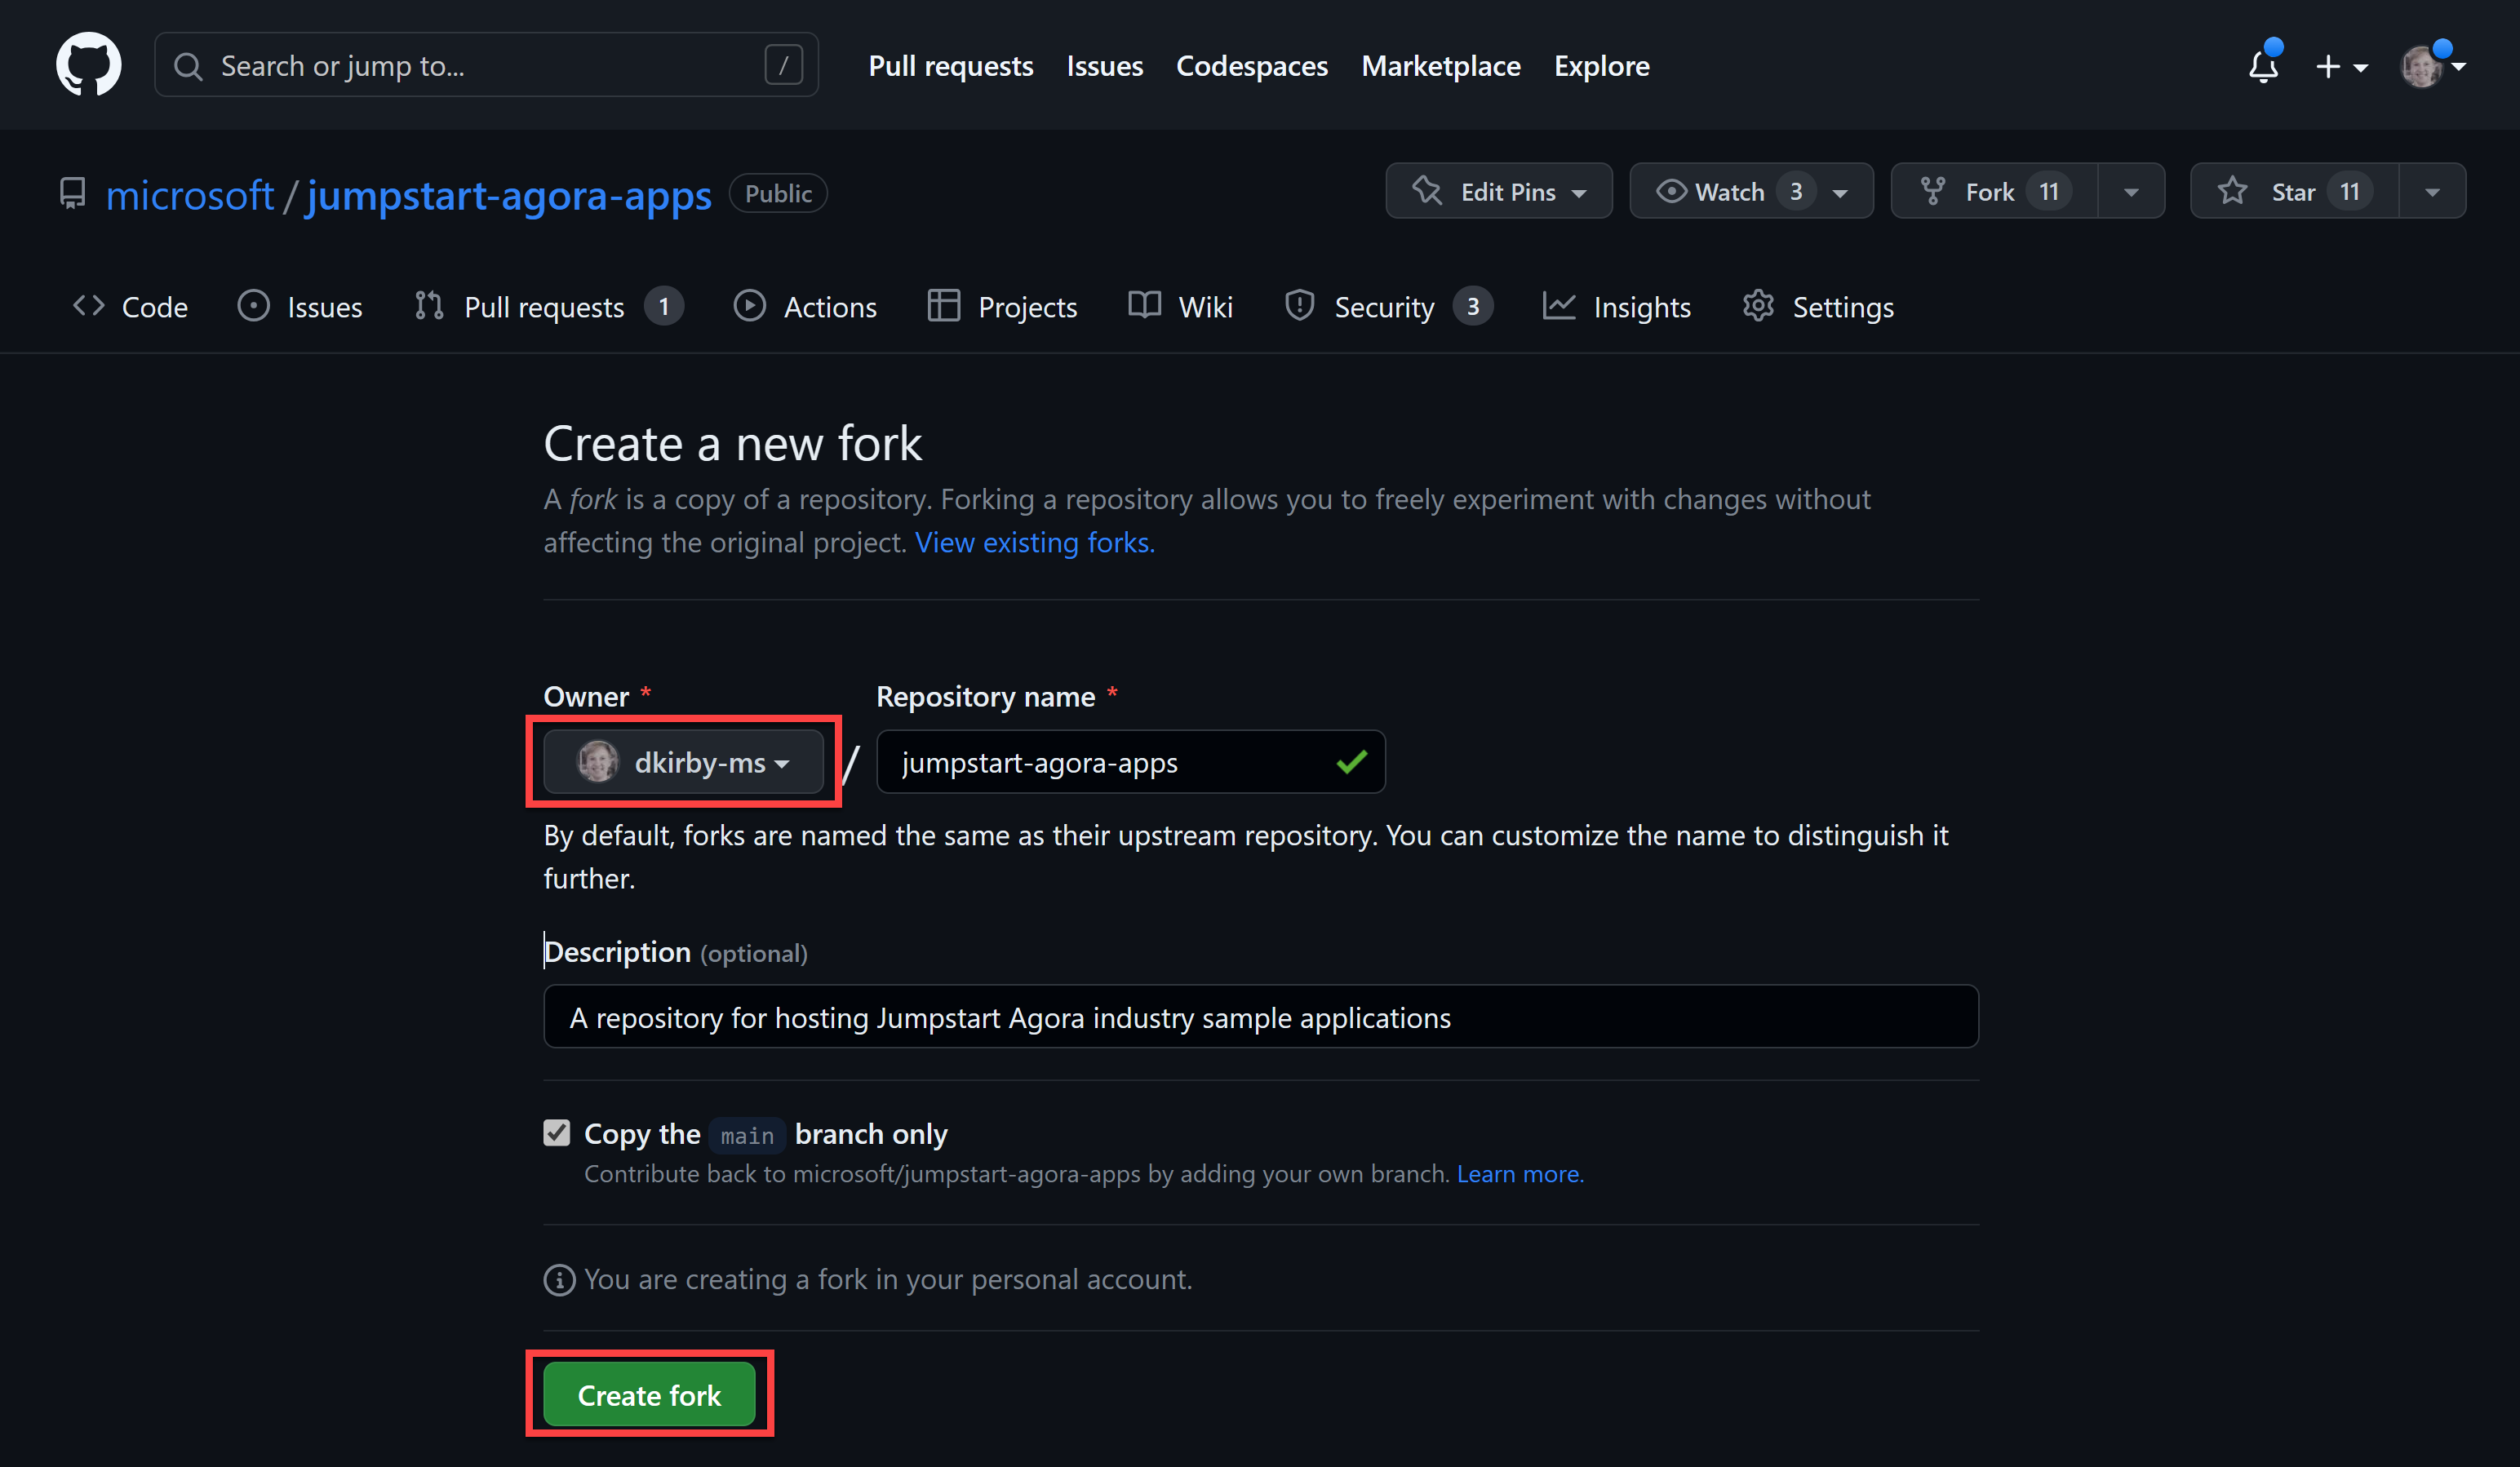 Search or jump to... / Pull requests Issues Codespaces Marketplace Explore
microsoft / jumpstart-agora-apps Public Edit Pins Watch 3 Fork 11 Star 11
Code Issues Pull requests 1 Actions Projects Wiki Security 3 Insights Settings
Create a new fork
A fork is a copy of a repository. Forking a repository allows you to freely experiment with changes without
affecting the original project. View existing forks.
Owner * Repository name *
dkirby-ms / jumpstart-agora-apps
By default, forks are named the same as their upstream repository. You can customize the name to distinguish it
further.
Description (optional)
A repository for hosting Jumpstart Agora industry sample applications
Copy the main branch only
Contribute back to microsoft/jumpstart-agora-apps by adding your own branch. Learn more.
You are creating a fork in your personal account.
Create fork